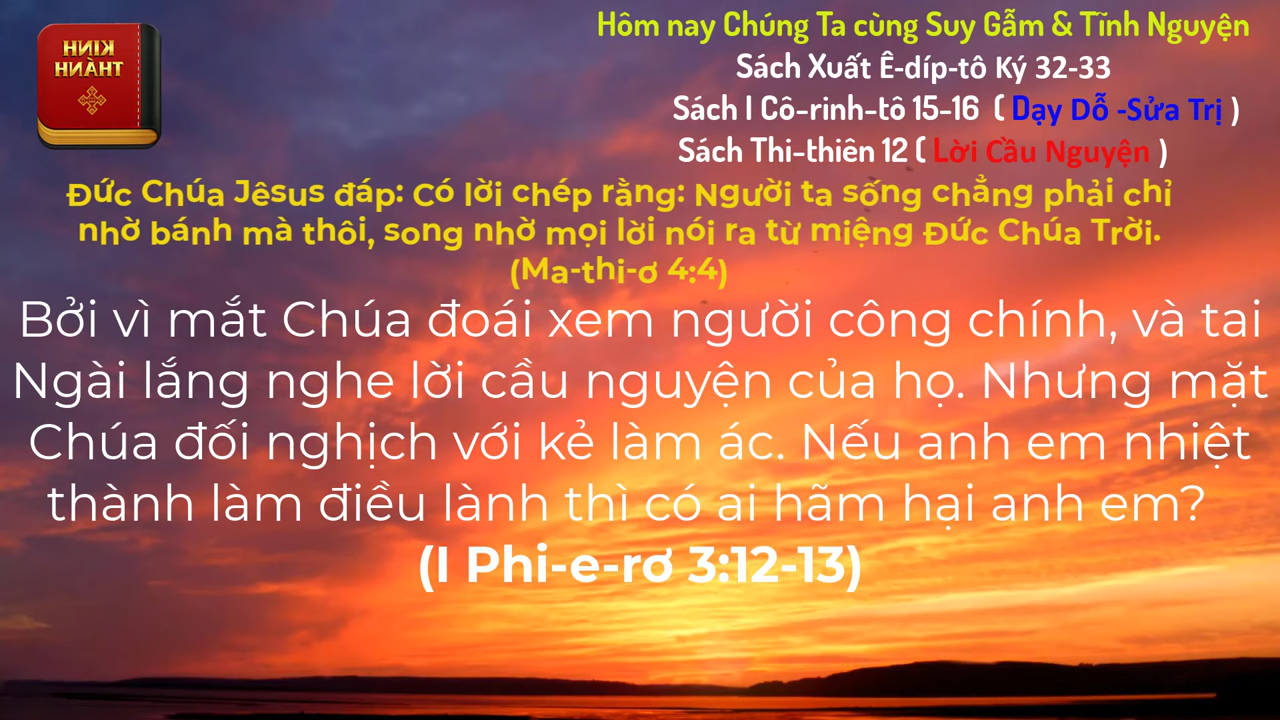 KINH
THÀNH
Hôm nay Chúng Ta cùng Suy Gẫm & Tĩnh Nguyện
Sách Xuất Ê-díp-tô Ký 32-33
Sách I Cô-rinh-tô 15-16 ( Dạy Dỗ -Sửa Trị )
Sách Thi-thiên 12 ( Lời Cầu Nguyện )
Đức Chúa Jêsus đáp: Có lời chép rằng: Người ta sống chẳng phải chỉ
nhờ bánh mà thôi, song nhờ mọi lời nói ra từ miệng Đức Chúa Trời.
(Ma-thi-ơ 4:4)
Bởi vì mắt Chúa đoái xem người công chính, và tai
Ngài lắng nghe lời cầu nguyện của họ. Nhưng mặt
Chúa đối nghịch với kẻ làm ác. Nếu anh em nhiệt
thành làm điều lành thì có ai hãm hại anh em?
(I Phi-e-rơ 3:12-13)